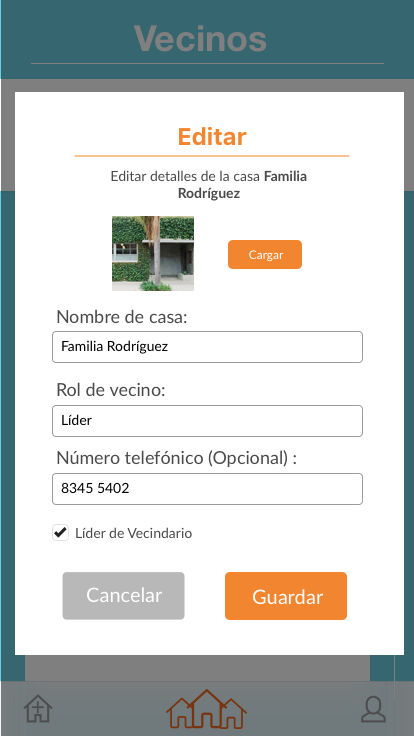 Vecinos
Editar
Editar detalles de la casa Familia
Rodríguez
Cargar
Nombre de casa:
Familia Rodríguez
Rol de vecino:
Líder
Número telefónico (Opcional) :
8345 5402
Líder de Vecindario
Cancelar
Guardar